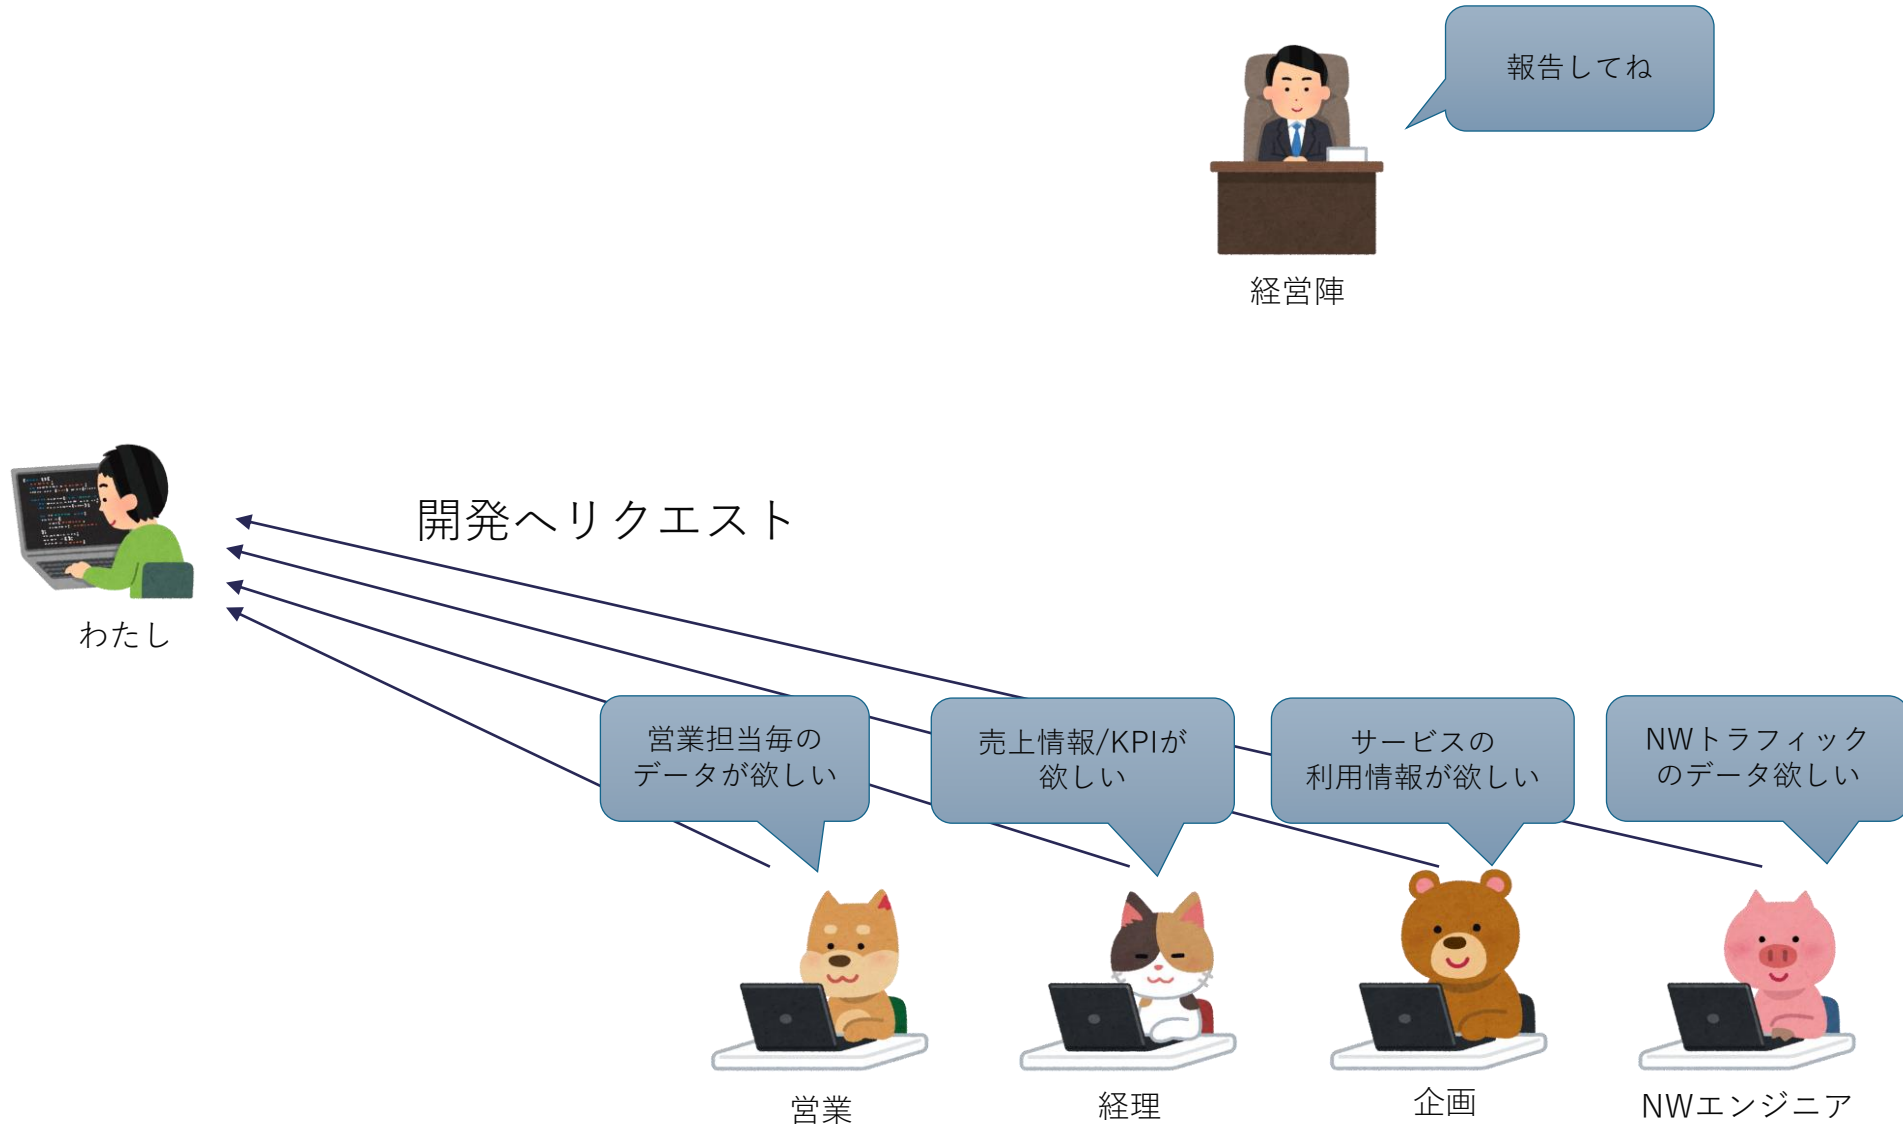 報告してね
経営陣
開発へリクエスト
わたし
営業担当毎の
データが欲しい
売上情報/KPIが
欲しい
サービスの
利用情報が欲しい
NWトラフィック
のデータ欲しい
営業
経理
企画
NWエンジニア